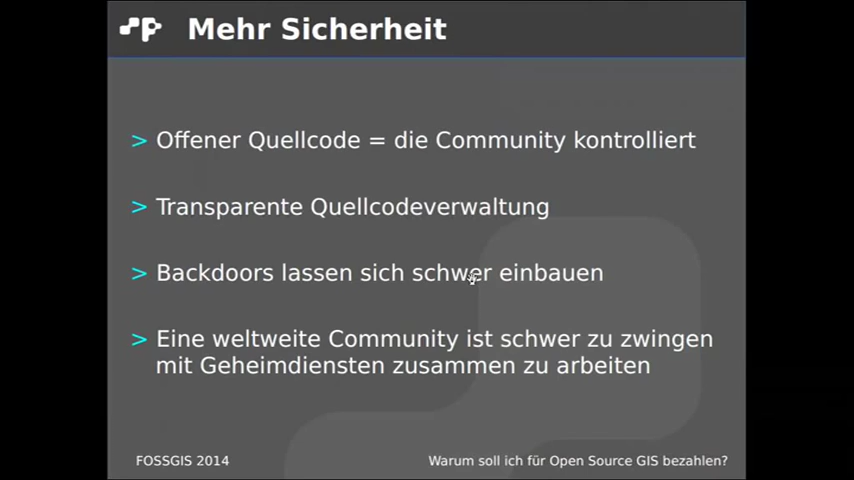 Mehr Sicherheit
> Offener Quellcode = die Community kontrolliert
> Transparente Quellcodeverwaltung
> Backdoors lassen sich schwer einbauen
> Eine weltweite Community ist schwer zu zwingen
mit Geheimdiensten zusammen zu arbeiten
FOSSGIS 2014
Warum soll ich für Open Source GIS bezahlen?